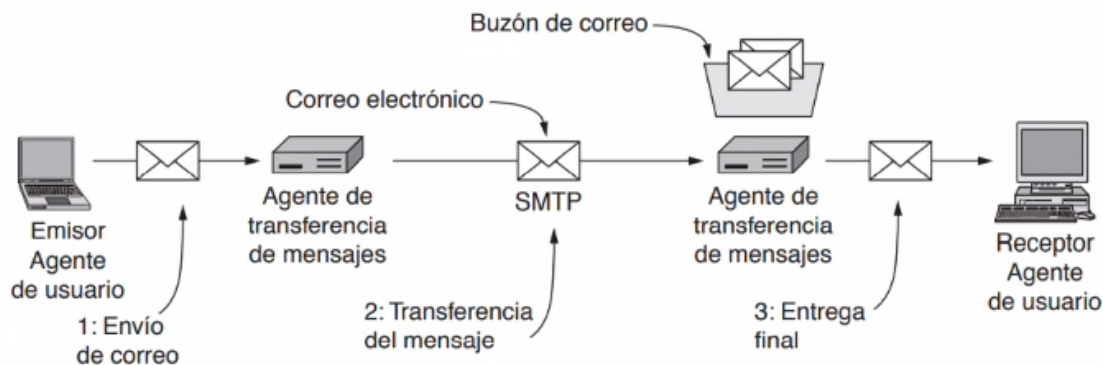 Buzón de correo
Correo electrónico
Emisor
Agente
de usuario
1: Envío
de correo
Agente de
transferencia
de mensajes
SMTP
2: Transferencia
del mensaje
Agente de
transferencia
de mensajes
3: Entrega
final
Receptor
Agente
de usuario